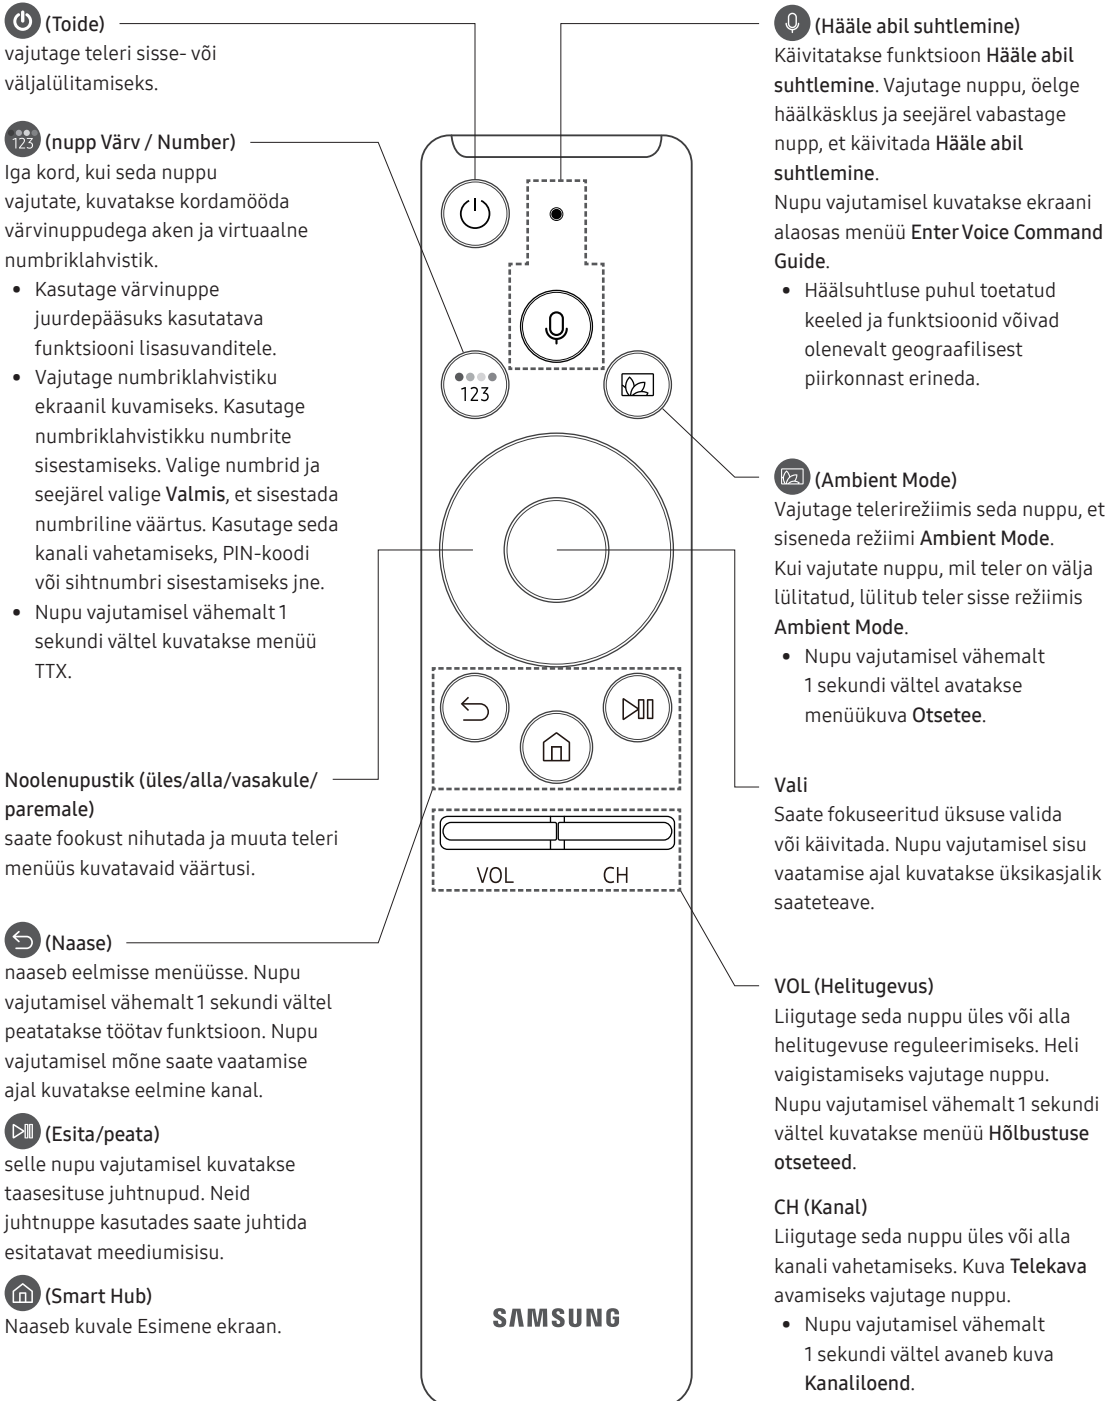 (Toide)
vajutage teleri sisse- või
väljalülitamiseks.
123 (nupp Värv / Number)
Iga kord, kui seda nuppu
vajutate, kuvatakse kordamööda
värvinuppudega aken ja virtuaalne
numbriklahvistik.
• Kasutage värvinuppe
juurdepääsuks kasutatava
funktsiooni lisasuvanditele.
• Vajutage numbriklahvistiku
ekraanil kuvamiseks. Kasutage
numbriklahvistikku numbrite
sisestamiseks. Valige numbrid ja
seejärel valige Valmis, et sisestada
numbriline väärtus. Kasutage seda
kanali vahetamiseks, PIN-koodi
või sihtnumbri sisestamiseks jne.
• Nupu vajutamisel vähemalt 1
sekundi vältel kuvatakse menüü
TTX.
Noolenupustik (üles/alla/vasakule/
paremale)
saate fookust nihutada ja muuta teleri
menüüs kuvatavaid väärtusi.
(Naase)
naaseb eelmisse menüüsse. Nupu
vajutamisel vähemalt 1 sekundi vältel
peatatakse töötav funktsioon. Nupu
vajutamisel mõne saate vaatamise
ajal kuvatakse eelmine kanal.
(Esita/peata)
selle nupu vajutamisel kuvatakse
taasesituse juhtnupud. Neid
juhtnuppe kasutades saate juhtida
esitatavat meediumisisu.
(Smart Hub)
Naaseb kuvale Esimene ekraan.
123
VOL CH
SAMSUNG
(Hääle abil suhtlemine)
Käivitatakse funktsioon Hääle abil
suhtlemine. Vajutage nuppu, öelge
häälkäsklus ja seejärel vabastage
nupp, et käivitada Hääle abil
suhtlemine.
Nupu vajutamisel kuvatakse ekraani
alaosas menüü Enter Voice Command
Guide.
• Häälsuhtluse puhul toetatud
keeled ja funktsioonid võivad
olenevalt geograafilisest
piirkonnast erineda.
(Ambient Mode)
Vajutage telerirežiimis seda nuppu, et
siseneda režiimi Ambient Mode.
Kui vajutate nuppu, mil teler on välja
lülitatud, lülitub teler sisse režiimis
Ambient Mode.
• Nupu vajutamisel vähemalt
1 sekundi vältel avatakse
menüükuva Otsetee.
Vali
Saate fokuseeritud üksuse valida
või käivitada. Nupu vajutamisel sisu
vaatamise ajal kuvatakse üksikasjalik
saateteave.
VOL (Helitugevus)
Liigutage seda nuppu üles või alla
helitugevuse reguleerimiseks. Heli
vaigistamiseks vajutage nuppu.
Nupu vajutamisel vähemalt 1 sekundi
vältel kuvatakse menüü Hõlbustuse
otseteed.
CH (Kanal)
Liigutage seda nuppu üles või alla
kanali vahetamiseks. Kuva Telekava
avamiseks vajutage nuppu.
• Nupu vajutamisel vähemalt
1 sekundi vältel avaneb kuva
Kanaliloend.